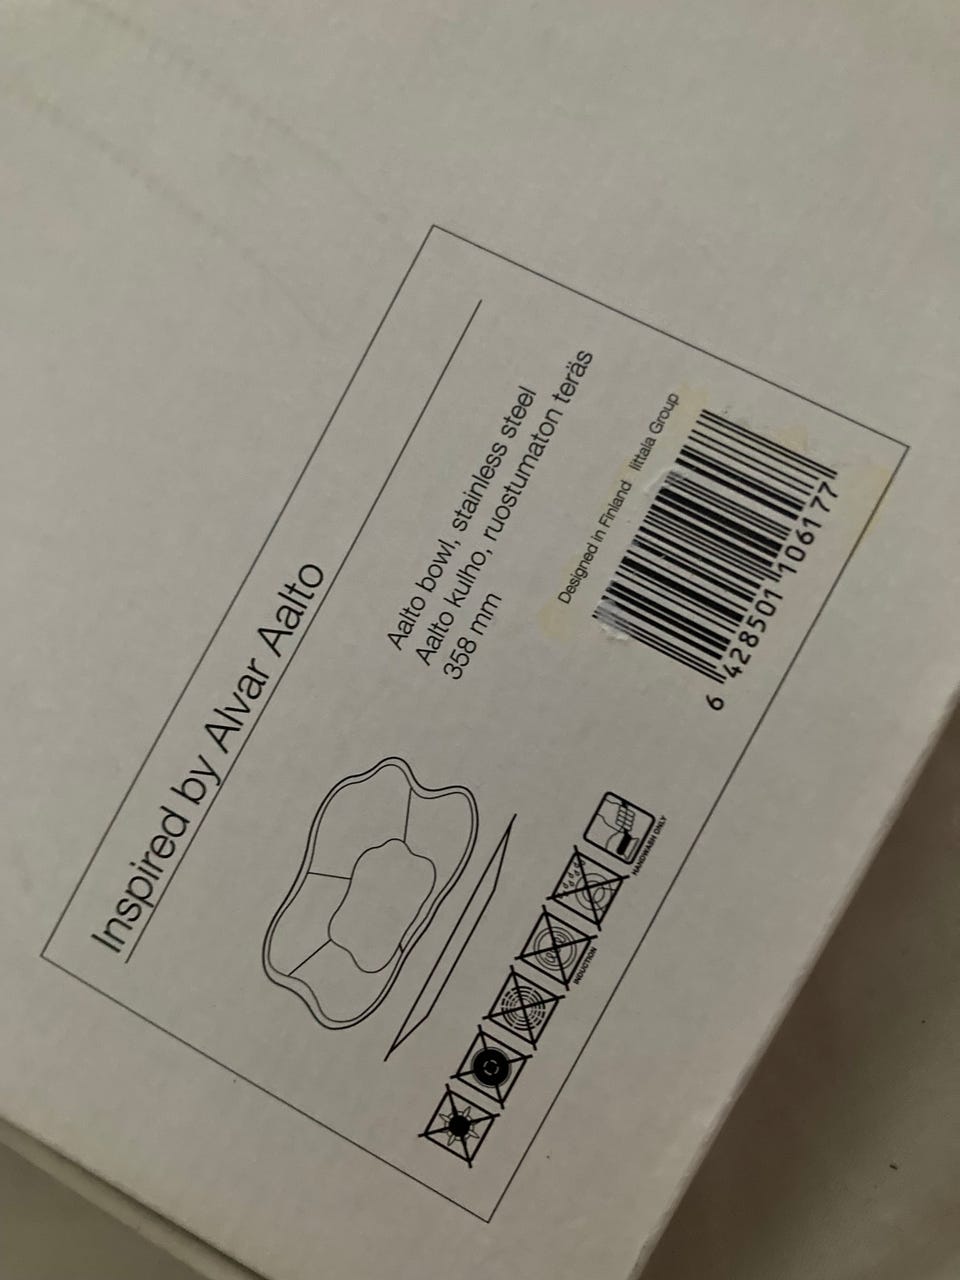 Inspired by Alvar Aalto
Aalto bowl, stainless steel
Aalto kulho, ruostumaton teräs
358 mm
Designed in Finland Iittala Group
6 428501 106177
INDUCTION
HANDWASH ONLY